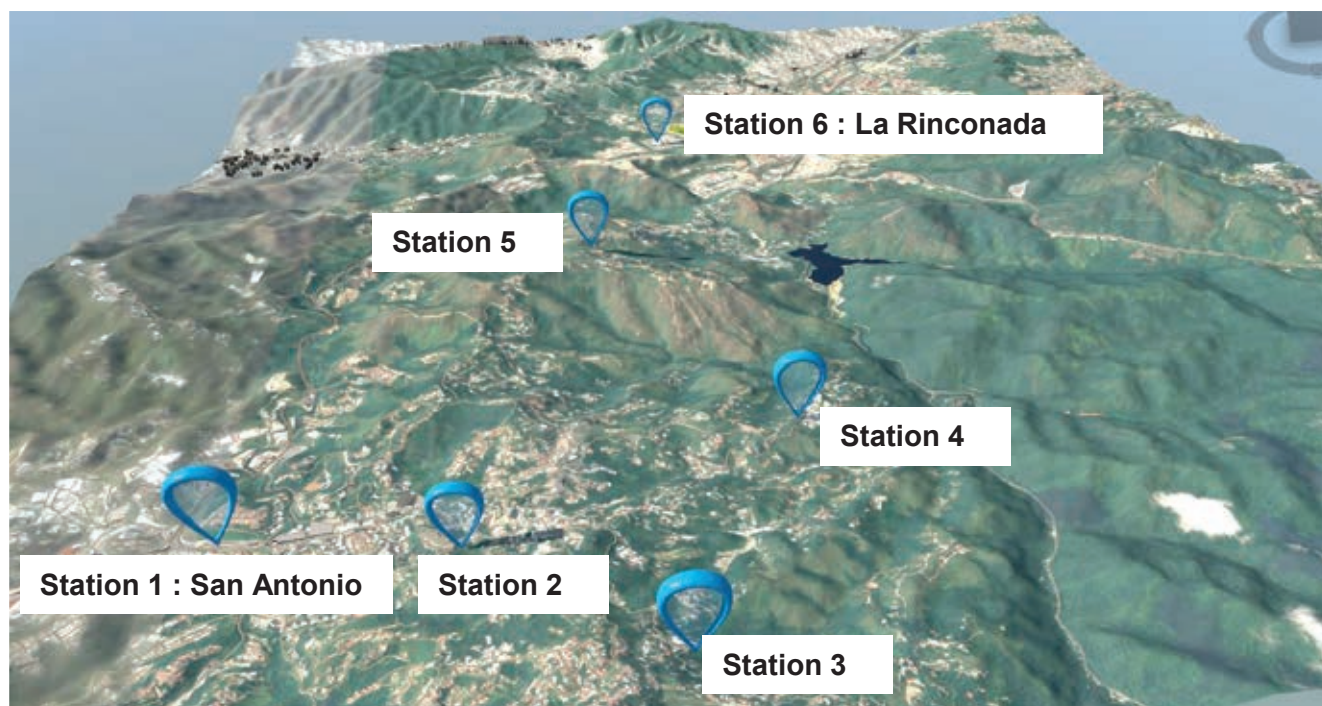 Station 6 : La Rinconada
Station 5
Station 4
Station 1 : San Antonio
Station 2
Station 3